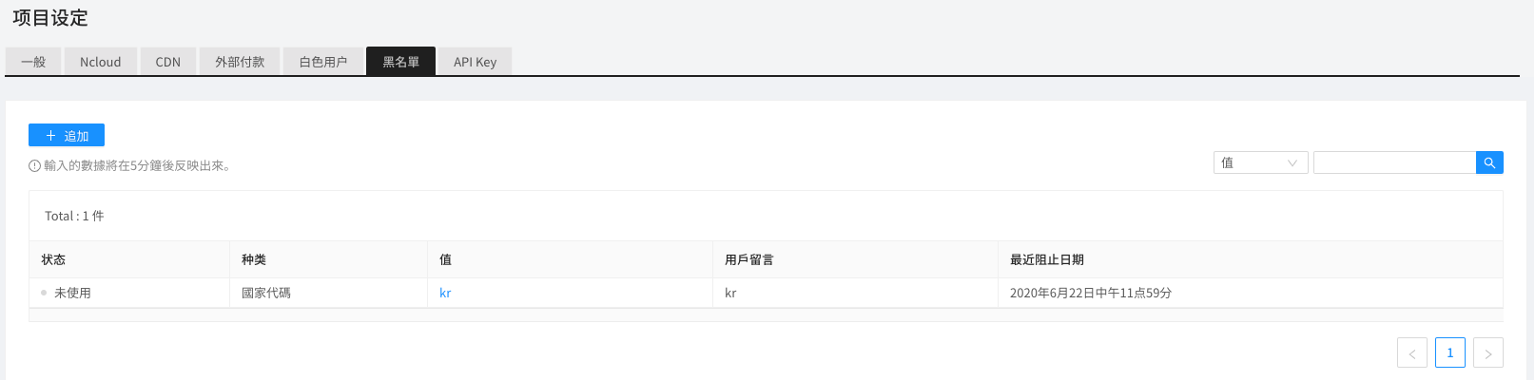 项目设定
一般 Ncloud CDN 外部付款 白色用户 黑名單 API Key
追加
輸入的數據將在5分鐘後反映出來。
值
Total : 1 件
状态 种类 值 用戶留言 最近阻止日期
未使用 國家代碼 kr kr 2020年6月22日中午11点59分
1